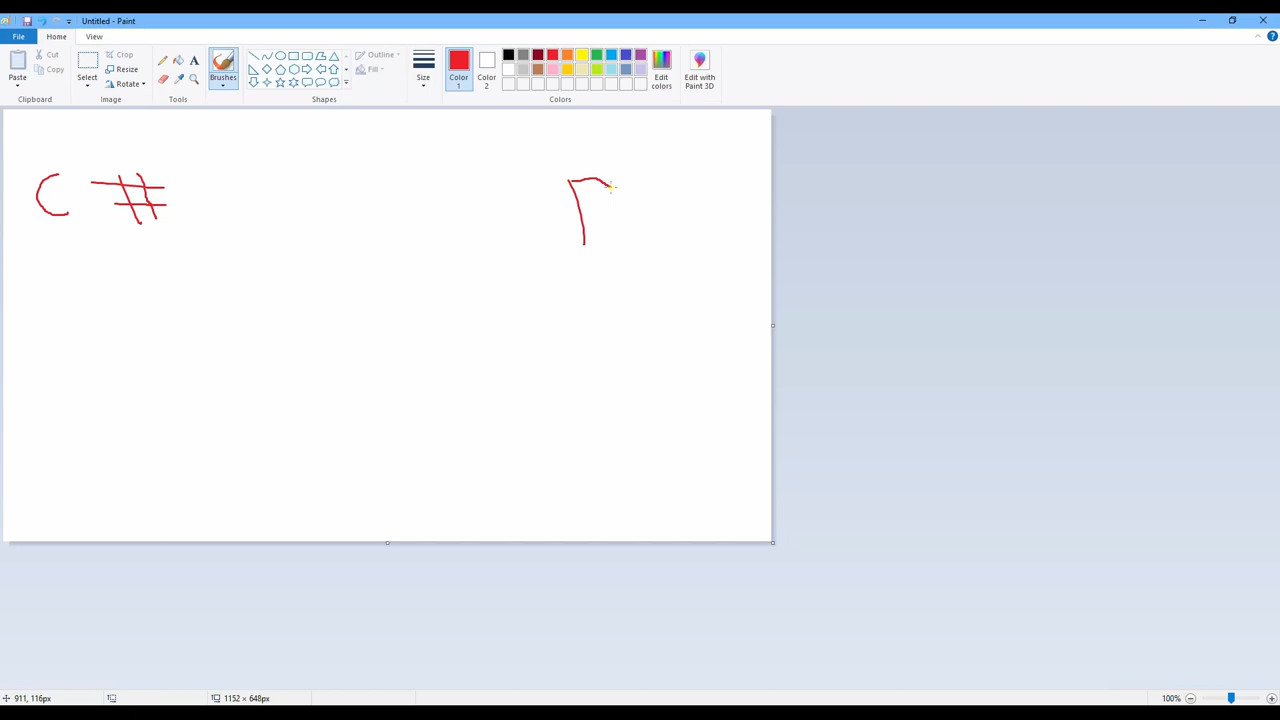 Untitled - Paint
File Home View
Paste
Cut
Copy
Clipboard
Select
Crop
Resize
Rotate
Image
A
Tools
Brushes
Outline
Fill
Shapes
Size
Color 1
Color 2
Edit colors
Colors
Edit with Paint 3D
C #
911, 116px
1152 × 648px
100%